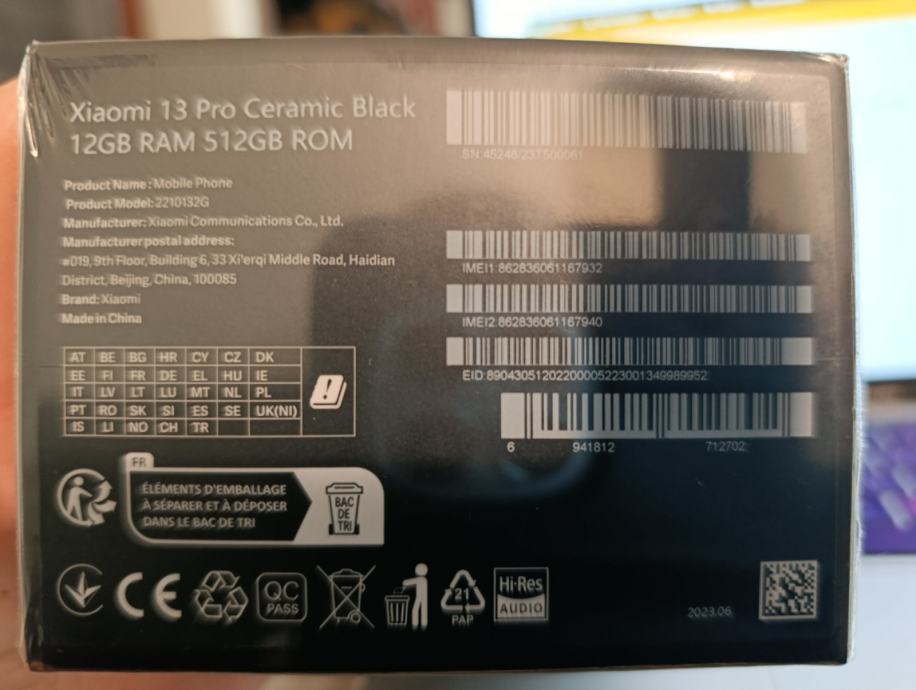 Xiaomi 13 Pro Ceramic Black
12GB RAM 512GB ROM
Product Name: Mobile Phone
Product Model: 2210132G
Manufacturer: Xiaomi Communications Co., Ltd.
Manufacturer postal address:
#019, 9th Floor, Building 6, 33 Xi'erqi Middle Road, Haidian
District, Beijing, China, 100085
Brand: Xiaomi
Made in China
SN:45248/23T500061
IMEI1:862836061167932
IMEI2:862836061167940
EID:89043051202200005223001349989952
6 941812 712702
AT BE BG HR CY CZ DK
EE FI FR DE EL HU IE
IT LV LT LU MT NL PL
PT RO SK SI ES SE UK(NI)
IS LI NO CH TR
FR
ÉLÉMENTS D'EMBALLAGE
À SÉPARER ET À DÉPOSER
DANS LE BAC DE TRI
BAC
DE
TRI
CE
QC
PASS
21
PAP
Hi-Res
AUDIO
2023.06